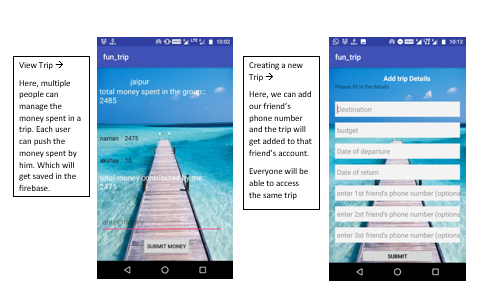 View Trip →
Here, multiple
people can
manage the
money spent in a
trip. Each user
can push the
money spent by
him. Which will
get saved in the
firebase.
10:02
fun_trip
jaipur
total money spent in the group::
2485
naman 2475
akshay 10
total money contributed by me :
2475
SUBMIT MONEY
Creating a new
Trip →
Here, we can add
our friend's
phone number
and the trip will
get added to that
friend's account.
Everyone will be
able to access
the same trip
10:12
fun_trip
Add trip Details
Please fill in the details
Destination
budget
Date of departure
Date of return
enter 1st friend's phone number (optiona
enter 2st friend's phone number (optiona
enter 3st friend's phone number (optiona
SUBMIT